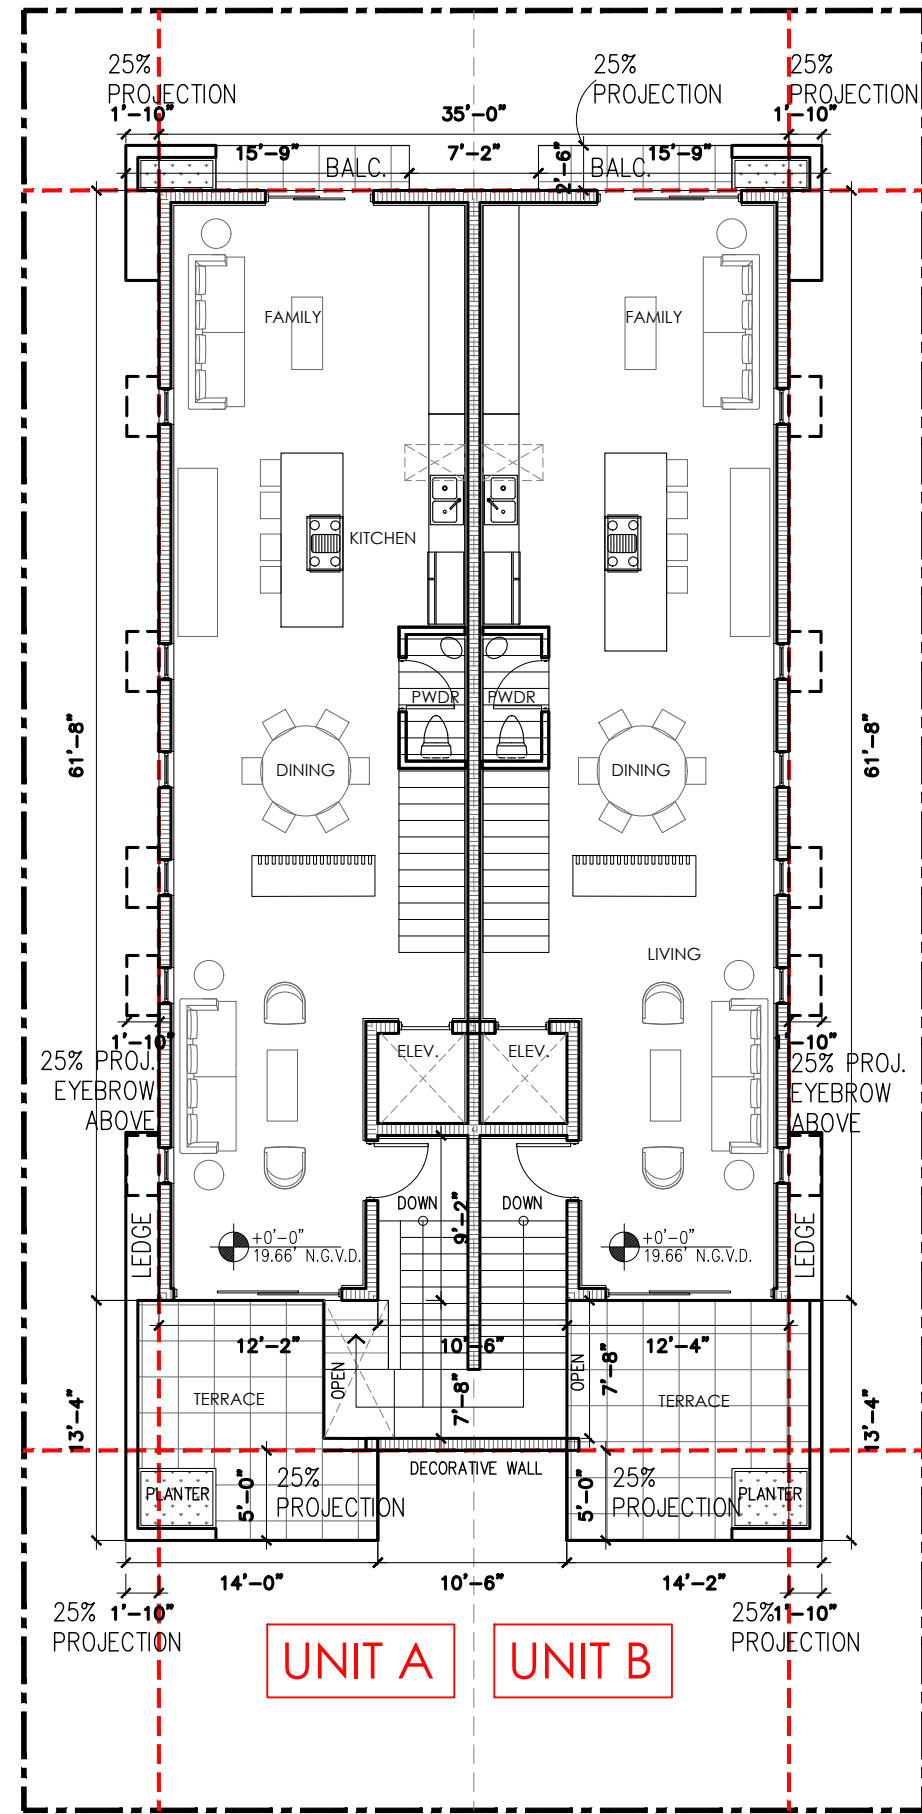 25%
PROJECTION
25%
PROJECTION
25%
PROJECTION
1'-10"
35'-0"
1'-10"
15'-9"
7'-2"
15'-9"
BALC.
2'-6"
BALC.
FAMILY
FAMILY
KITCHEN
PWDR
PWDR
61'-8"
61'-8"
DINING
DINING
LIVING
1'-10"
1'-10"
ELEV.
ELEV.
25% PROJ.
EYEBROW
ABOVE
25% PROJ.
EYEBROW
ABOVE
DOWN
DOWN
9'-2"
LEDGE
LEDGE
+0'-0"
19.66' N.G.V.D.
+0'-0"
19.66' N.G.V.D.
12'-2"
10'-6"
12'-4"
OPEN
OPEN
7'-8"
7'-8"
TERRACE
TERRACE
13'-4"
13'-4"
DECORATIVE WALL
25%
PROJECTION
25%
PROJECTION
PLANTER
PLANTER
5'-0"
5'-0"
14'-0"
10'-6"
14'-2"
25% 1'-10"
PROJECTION
25% 1'-10"
PROJECTION
UNIT A
UNIT B